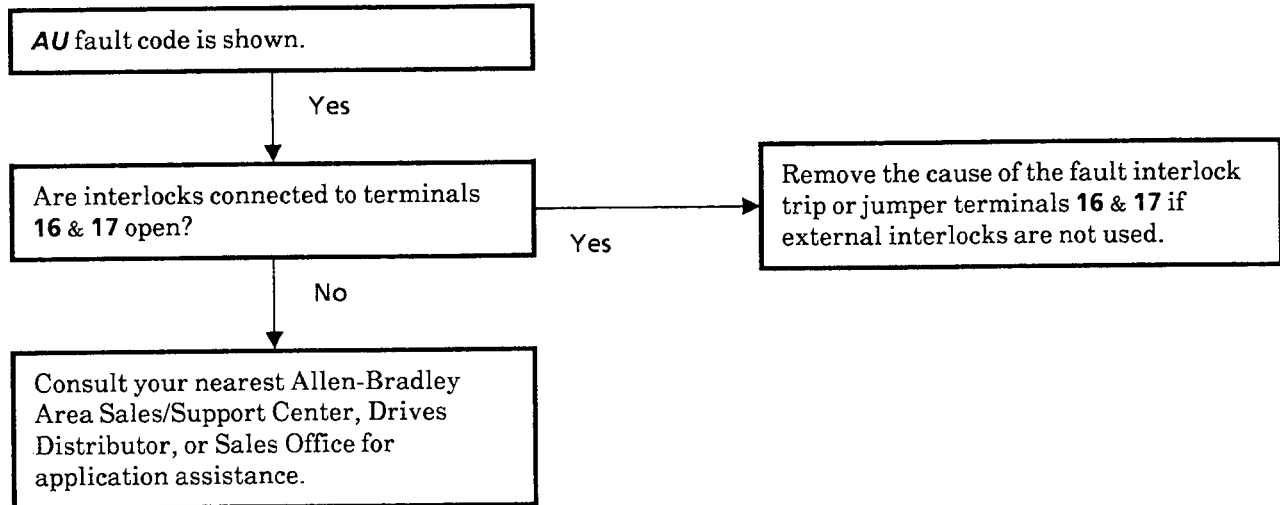 AU fault code is shown.
Yes
Are interlocks connected to terminals
16 & 17 open?
Yes
Remove the cause of the fault interlock
trip or jumper terminals 16 & 17 if
external interlocks are not used.
No
Consult your nearest Allen-Bradley
Area Sales/Support Center, Drives
Distributor, or Sales Office for
application assistance.